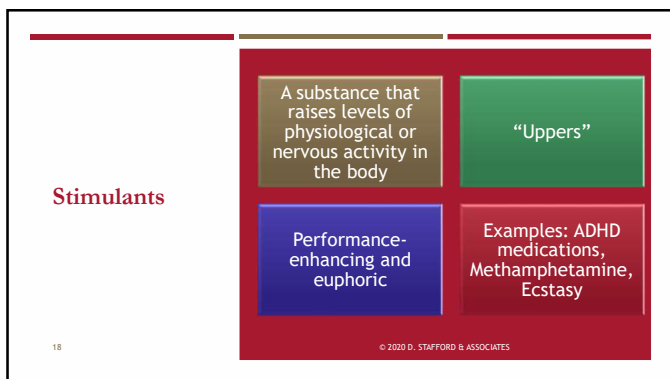 Stimulants
A substance that
raises levels of
physiological or
nervous activity in
the body
“Uppers”
Performance-
enhancing and
euphoric
Examples: ADHD
medications,
Methamphetamine,
Ecstasy
18
© 2020 D. STAFFORD & ASSOCIATES